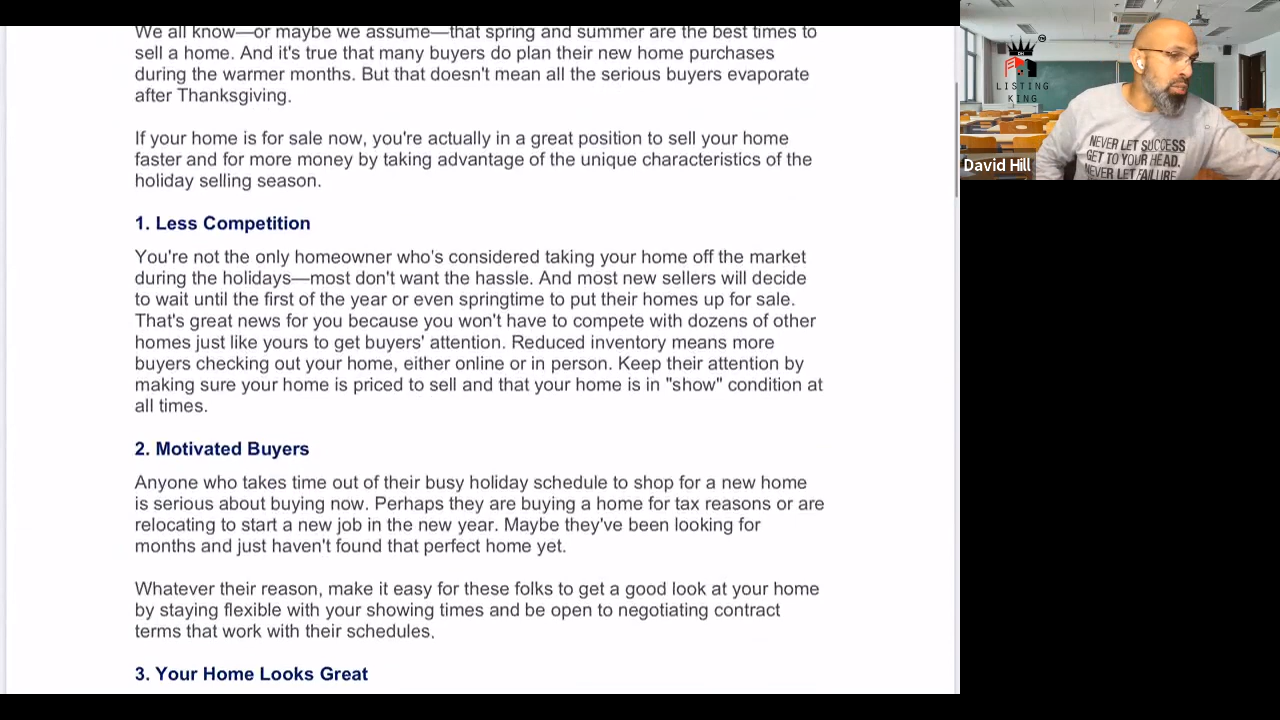 We all know—or maybe we assume—that spring and summer are the best times to
sell a home. And it's true that many buyers do plan their new home purchases
during the warmer months. But that doesn't mean all the serious buyers evaporate
after Thanksgiving.
If your home is for sale now, you're actually in a great position to sell your home
faster and for more money by taking advantage of the unique characteristics of the
holiday selling season.
1. Less Competition
You're not the only homeowner who's considered taking your home off the market
during the holidays—most don't want the hassle. And most new sellers will decide
to wait until the first of the year or even springtime to put their homes up for sale.
That's great news for you because you won't have to compete with dozens of other
homes just like yours to get buyers' attention. Reduced inventory means more
buyers checking out your home, either online or in person. Keep their attention by
making sure your home is priced to sell and that your home is in "show" condition at
all times.
2. Motivated Buyers
Anyone who takes time out of their busy holiday schedule to shop for a new home
is serious about buying now. Perhaps they are buying a home for tax reasons or are
relocating to start a new job in the new year. Maybe they've been looking for
months and just haven't found that perfect home yet.
Whatever their reason, make it easy for these folks to get a good look at your home
by staying flexible with your showing times and be open to negotiating contract
terms that work with their schedules.
3. Your Home Looks Great
LISTING
KING
NEVER LET SUCCESS
GET TO YOUR HEAD.
NEVER LET FAILURE
David Hill